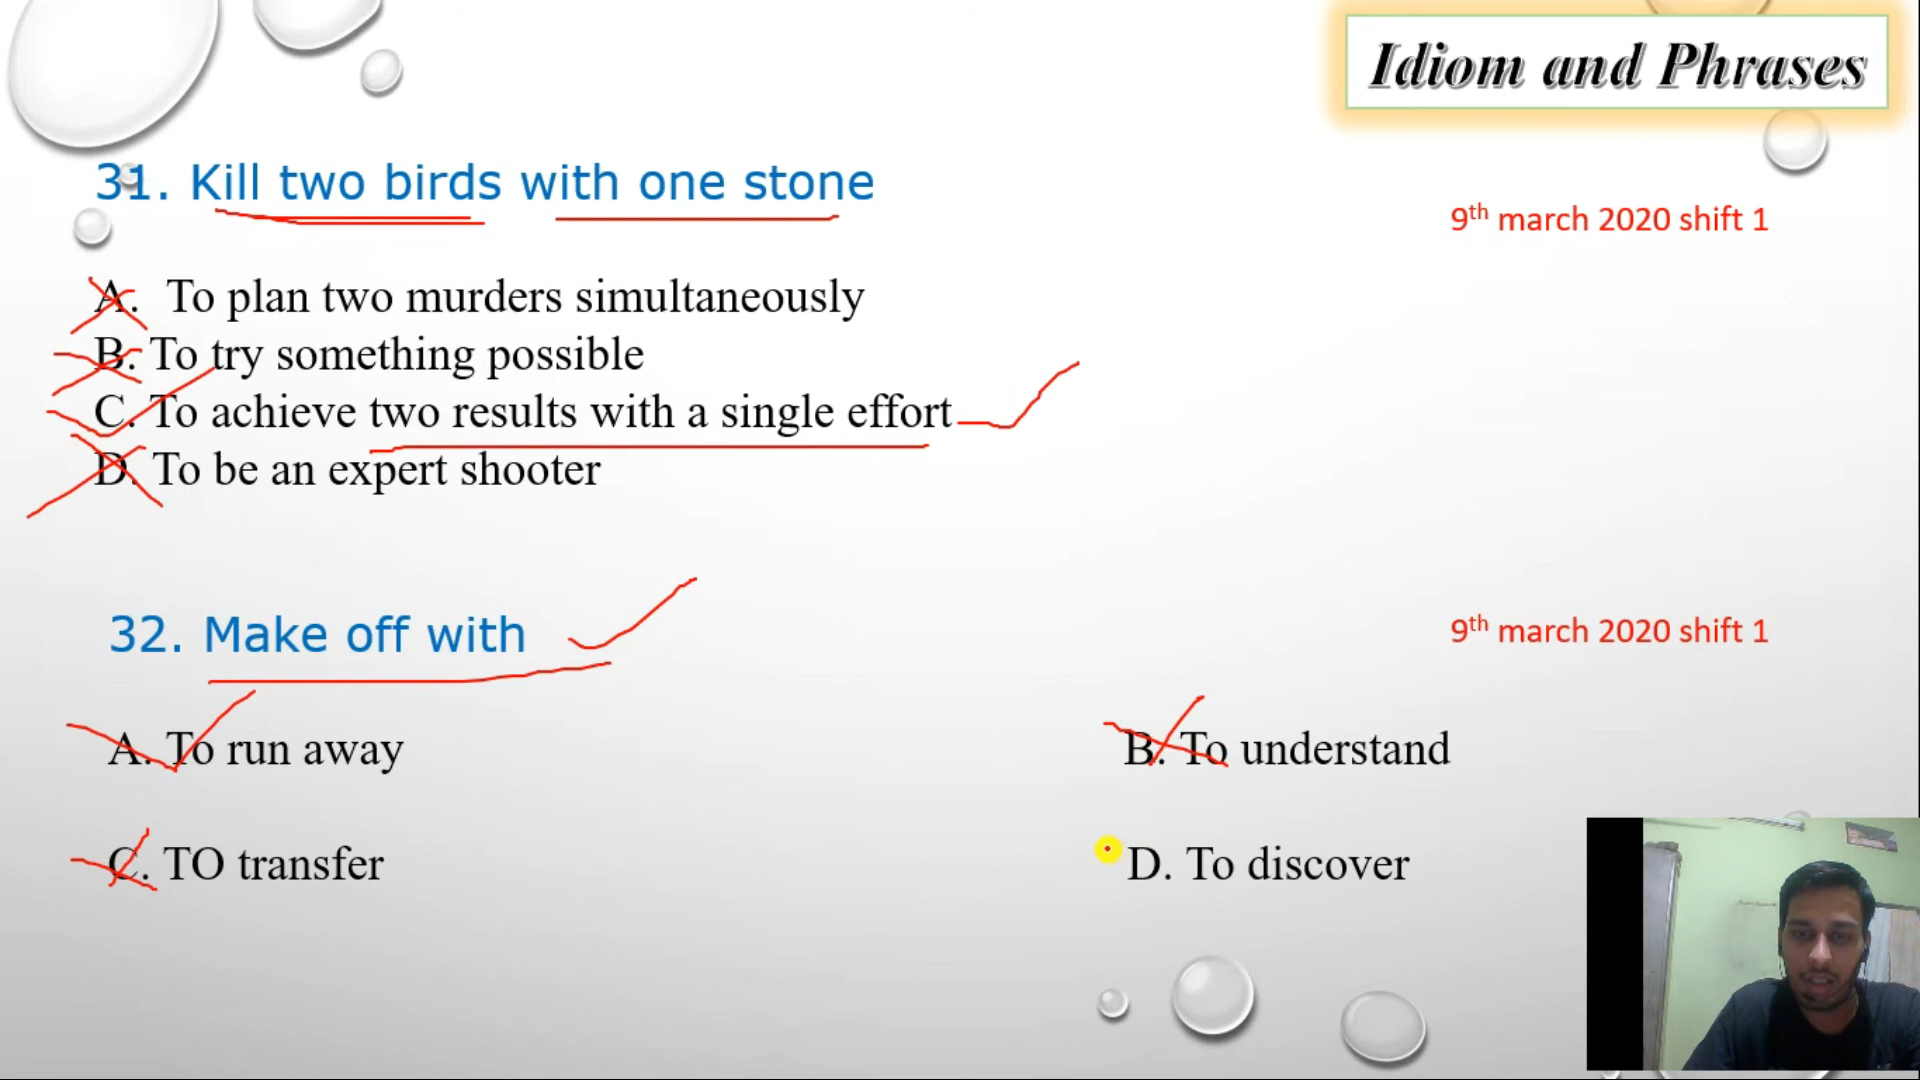 Idiom and Phrases
31. Kill two birds with one stone
9th march 2020 shift 1
A. To plan two murders simultaneously
B. To try something possible
C. To achieve two results with a single effort
D. To be an expert shooter
32. Make off with
9th march 2020 shift 1
A. To run away
B. To understand
C. TO transfer
D. To discover